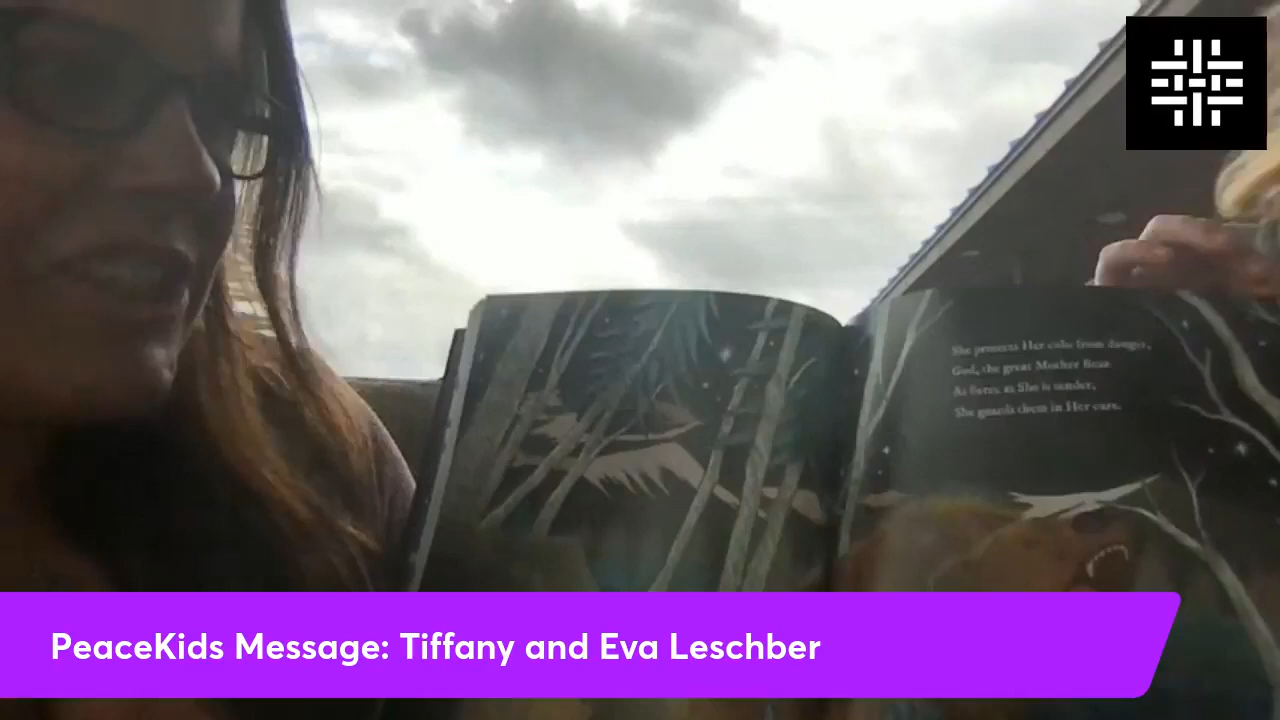 She protects Her cubs from danger,
God, the great Mother Bear.
As fierce as She is tender,
She guards them in Her care.
PeaceKids Message: Tiffany and Eva Leschber